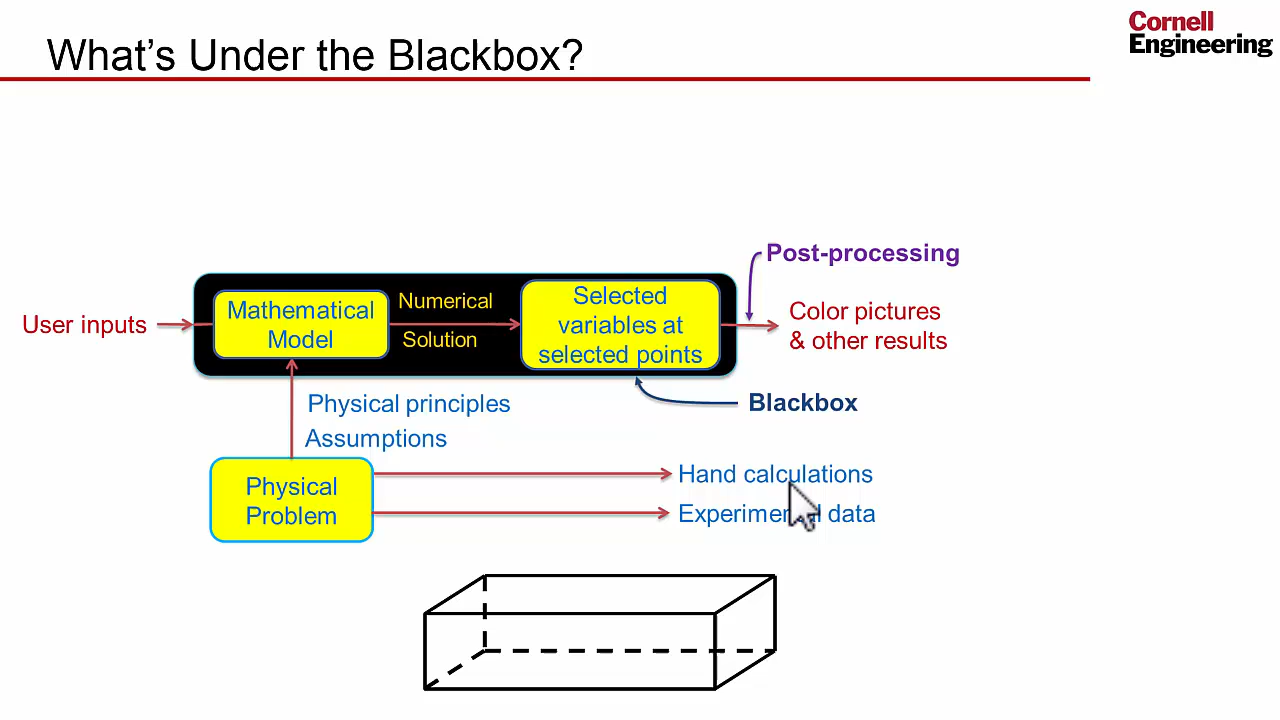 What's Under the Blackbox?
Cornell
Engineering
Post-processing
User inputs
Mathematical
Model
Numerical
Solution
Selected
variables at
selected points
Color pictures
& other results
Physical principles
Assumptions
Blackbox
Physical
Problem
Hand calculations
Experimental data